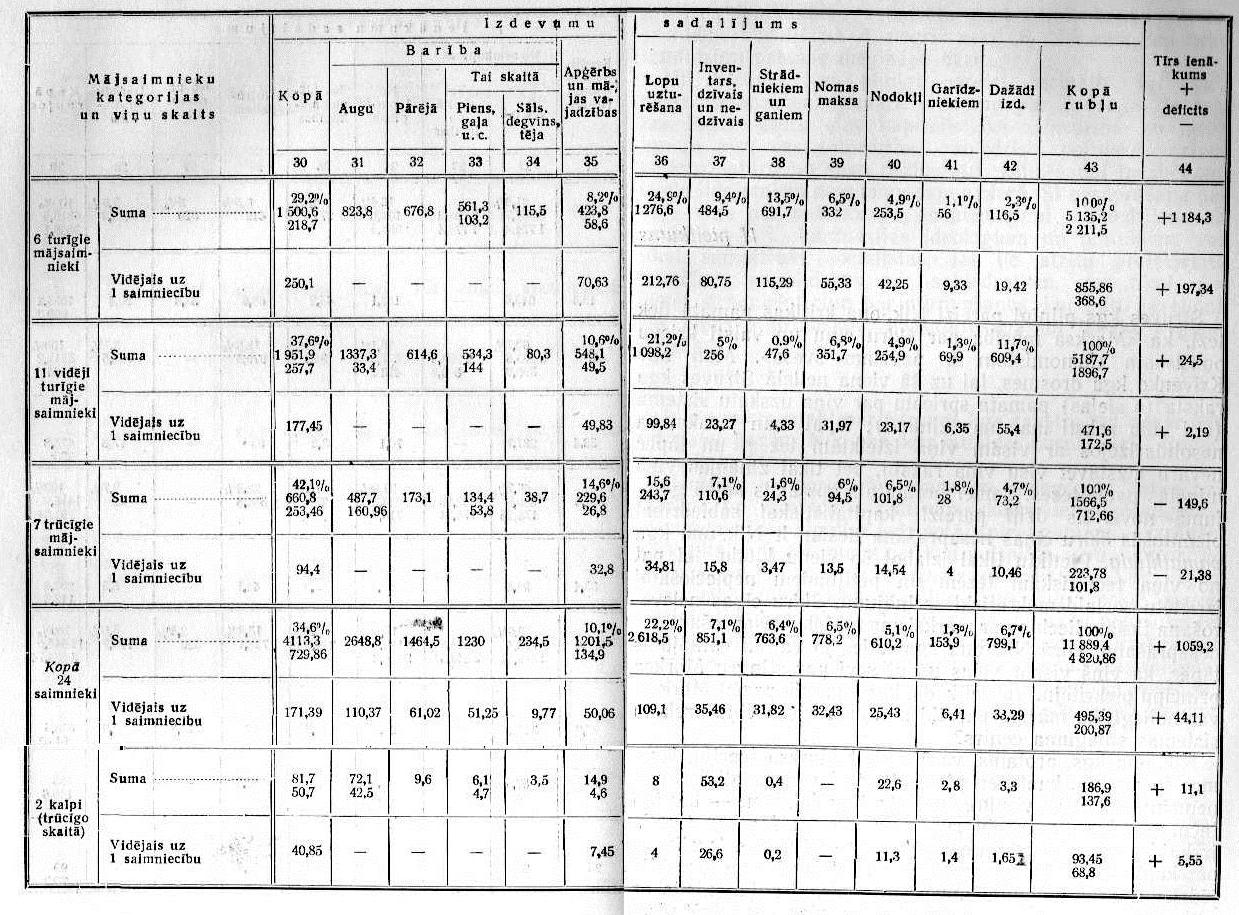 Izdevumu sadalījums
Mājsaimnieku
kategorijas
un viņu skaits
Kopā
Barība
Augu
Pārējā
Tai skaitā
Piens,
gaļa
u. c.
Sāls,
degvīns,
tēja
Apģērbs
un mā-
jas va-
jadzības
Lopu
uztu-
rēšana
Inven-
tars,
dzīvais
un ne-
dzīvais
Strād-
niekiem
un
ganiem
Nomas
maksa
Nodokļi
Garīdz-
niekiem
Dažādi
izd.
Kopā
rubļu
Tīrs ienā-
kums
+
deficits
—
30 31 32 33 34 35 36 37 38 39 40 41 42 43 44
6 turīgie
mājsaim-
nieki
Suma
29,2% 8,2% 24,9% 9,4% 13,5% 6,5% 4,9% 1,1% 2,3% 100%
1 500,6 823,8 676,8 561,3 115,5 423,8 1 276,6 484,5 691,7 332 253,5 56 116,5 5 135,2 +1 184,3
218,7 103,2 58,6 2 211,5
Vidējais uz
1 saimniecību
250,1 — — — — 70,63 212,76 80,75 115,29 55,33 42,25 9,33 19,42 855,86 + 197,34
368,6
11 vidēji
turīgie
māj-
saimnieki
Suma
37,6% 10,6% 21,2% 5% 0.9% 6,8% 4,9% 1,3% 11,7% 100%
1 951,9 1337,3 614,6 534,3 80,3 548,1 1 098,2 256 47,6 351,7 254,9 69,9 609,4 5187,7 + 24,5
257,7 33,4 144 49,5 1896,7
Vidējais uz
1 saimniecību
177,45 — — — — 49,83 99,84 23,27 4,33 31,97 23,17 6,35 55,4 471,6 + 2,19
172,5
7 trūcīgie
māj-
saimnieki
Suma
42,1% 14,6% 15,6 7,1% 1,6% 6% 6,5% 1,8% 4,7% 100%
660,8 487,7 173,1 134,4 38,7 229,6 243,7 110,6 24,3 94,5 101,8 28 73,2 1566,5 — 149,6
253,46 160,96 53,8 26,8 712,66
Vidējais uz
1 saimniecību
94,4 — — — — 32,8 34,81 15,8 3,47 13,5 14,54 4 10,46 223,78 — 21,38
101,8
Kopā
24
saimnieki
Suma
34,6% 10,1% 22,2% 7,1% 6,4% 6,5% 5,1% 1,3% 6,7% 100%
4113,3 2648,8 1464,5 1230 234,5 1201,5 2 618,5 851,1 763,6 778,2 610,2 153,9 799,1 11 889,4 + 1059,2
729,86 134,9 4 820,86
Vidējais uz
1 saimniecību
171,39 110,37 61,02 51,25 9,77 50,06 109,1 35,46 31,82 32,43 25,43 6,41 33,29 495,39 + 44,11
200,87
2 kalpi
(trūcīgo
skaitā)
Suma
81,7 72,1 9,6 6,1 3,5 14,9 8 53,2 0,4 — 22,6 2,8 3,3 186,9 + 11,1
50,7 42,5 4,7 4,6 137,6
Vidējais uz
1 saimniecību
40,85 — — — — 7,45 4 26,6 0,2 — 11,3 1,4 1,65 93,45 + 5,55
68,8